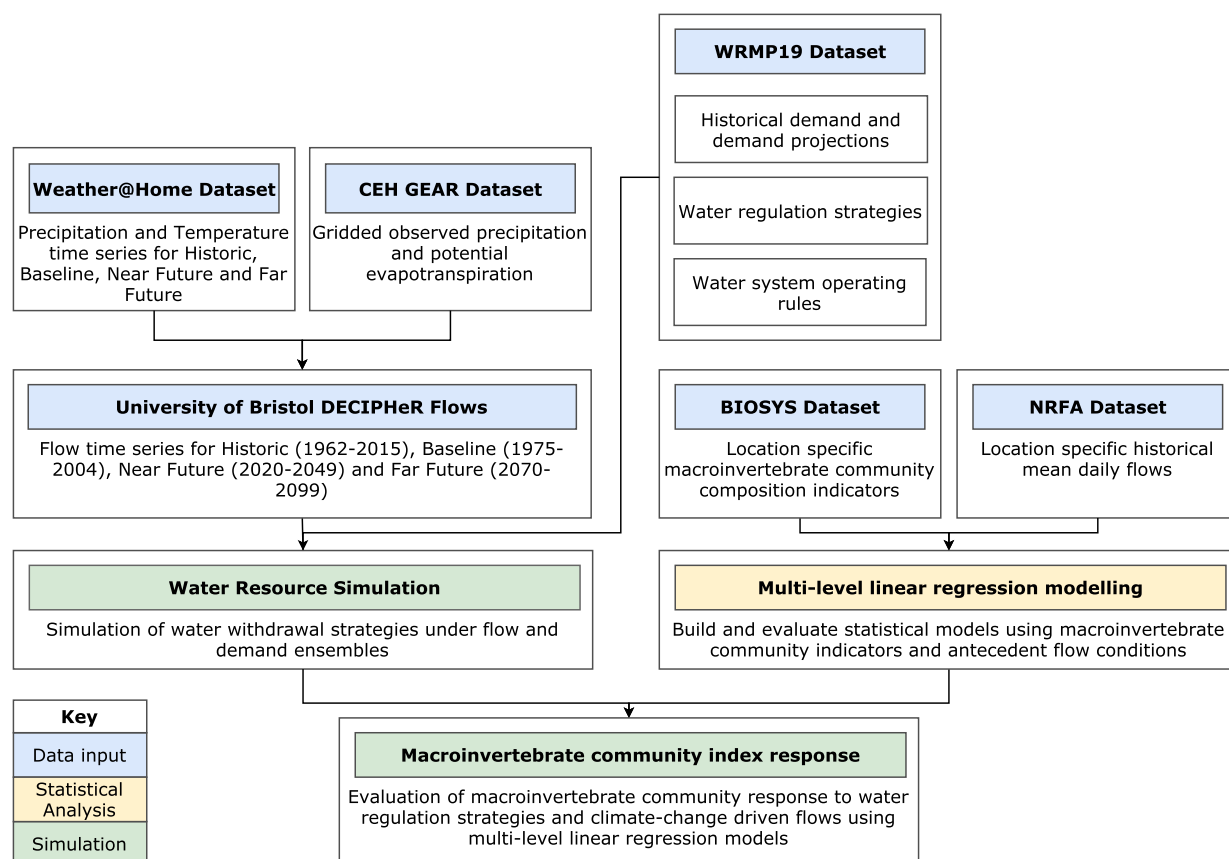 WRMP19 Dataset
Historical demand and
demand projections
Water regulation strategies
Water system operating
rules
Weather@Home Dataset
Precipitation and Temperature
time series for Historic,
Baseline, Near Future and Far
Future
CEH GEAR Dataset
Gridded observed precipitation
and potential
evapotranspiration
University of Bristol DECIPHeR Flows
Flow time series for Historic (1962-2015), Baseline (1975-
2004), Near Future (2020-2049) and Far Future (2070-
2099)
BIOSYS Dataset
Location specific
macroinvertebrate community
composition indicators
NRFA Dataset
Location specific historical
mean daily flows
Water Resource Simulation
Simulation of water withdrawal strategies under flow and
demand ensembles
Multi-level linear regression modelling
Build and evaluate statistical models using macroinvertebrate
community indicators and antecedent flow conditions
Key
Data input
Statistical
Analysis
Simulation
Macroinvertebrate community index response
Evaluation of macroinvertebrate community response to water
regulation strategies and climate-change driven flows using
multi-level linear regression models